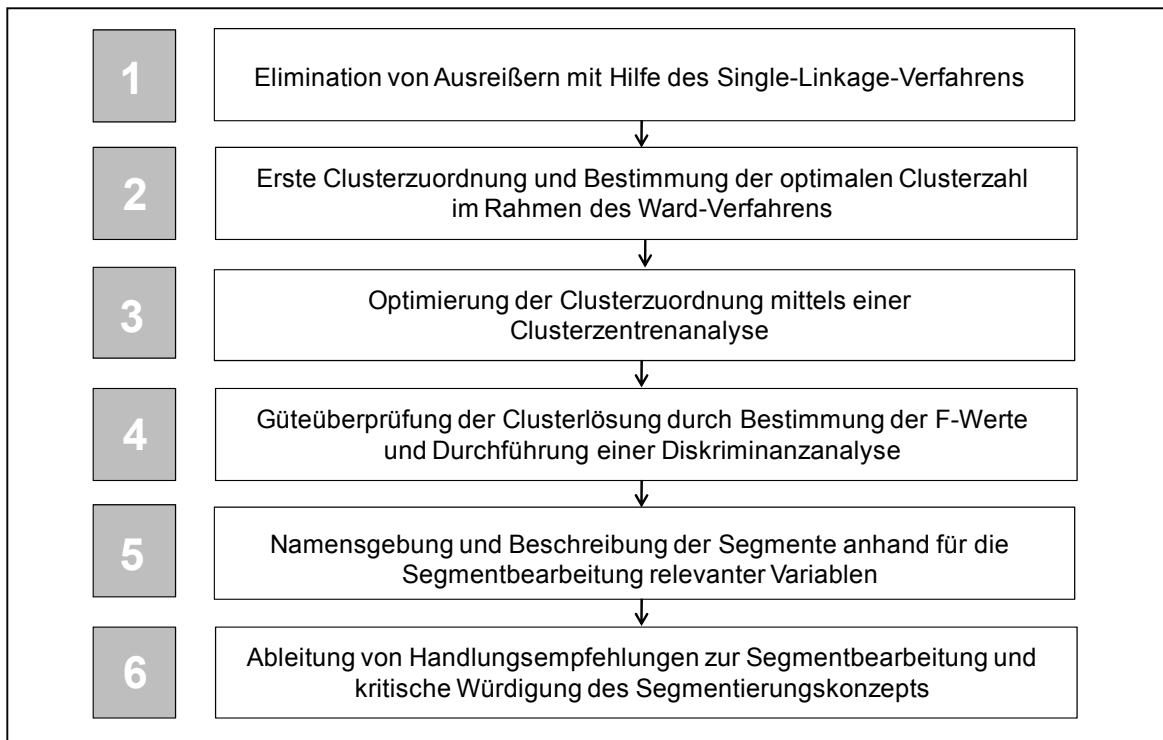 1
Elimination von Ausreißern mit Hilfe des Single-Linkage-Verfahrens
2
Erste Clusterzuordnung und Bestimmung der optimalen Clusterzahl
im Rahmen des Ward-Verfahrens
3
Optimierung der Clusterzuordnung mittels einer
Clusterzentrenanalyse
4
Güteüberprüfung der Clusterlösung durch Bestimmung der F-Werte
und Durchführung einer Diskriminanzanalyse
5
Namensgebung und Beschreibung der Segmente anhand für die
Segmentbearbeitung relevanter Variablen
6
Ableitung von Handlungsempfehlungen zur Segmentbearbeitung und
kritische Würdigung des Segmentierungskonzepts